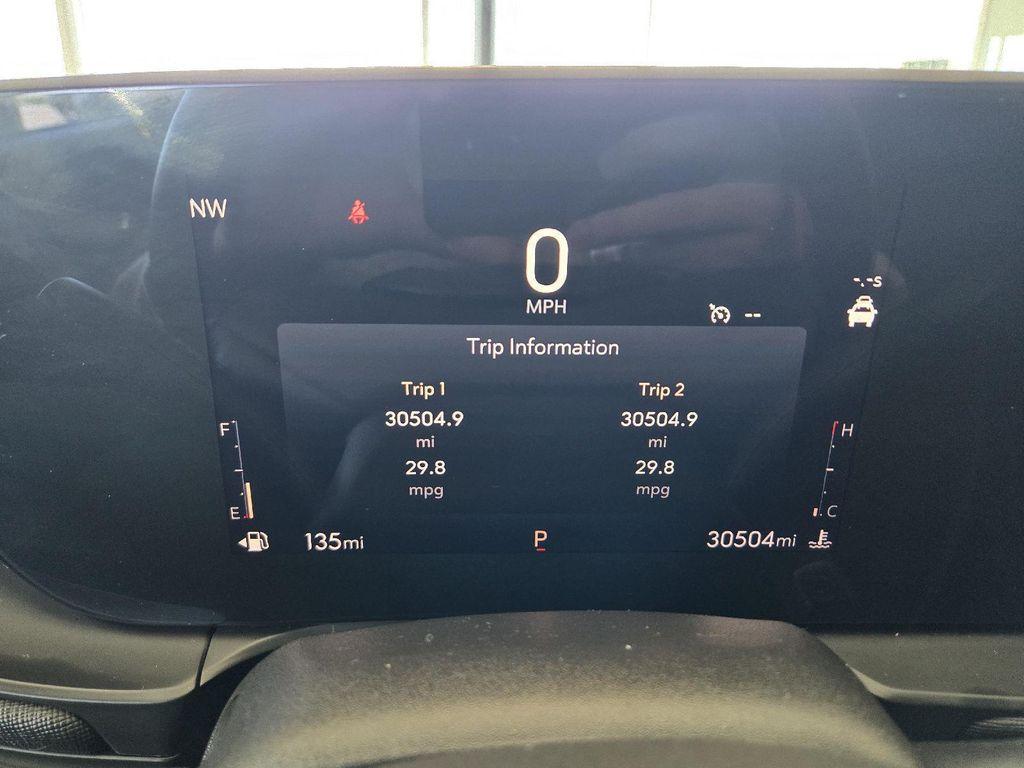 NW
0
MPH
-.-s
--
Trip Information
Trip 1 Trip 2
30504.9 30504.9
mi mi
29.8 29.8
mpg mpg
F H
E C
135mi P 30504mi